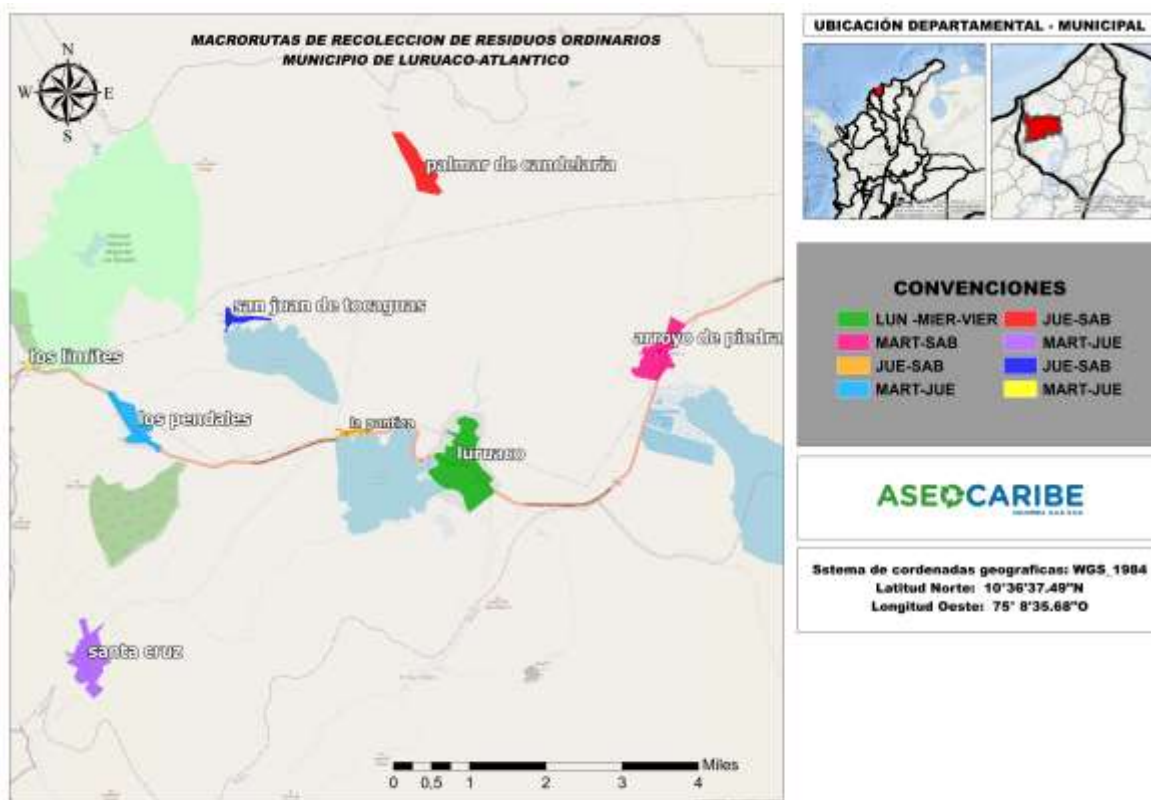 MACRORUTAS DE RECOLECCION DE RESIDUOS ORDINARIOS
MUNICIPIO DE LURUACO-ATLANTICO
N
W
E
S
palmar de candelaria
san juan de tocaguas
arroyo de piedra
los limites
los pendales
la puntica
luruaco
santa cruz
Miles
0 0,5 1 2 3 4
UBICACIÓN DEPARTAMENTAL - MUNICIPAL
CONVENCIONES
LUN -MIER-VIER JUE-SAB
MART-SAB MART-JUE
JUE-SAB JUE-SAB
MART-JUE MART-JUE
ASEOCARIBE
Sstema de cordenadas geograficas: WGS_1984
Latitud Norte: 10°36'37.49"N
Longitud Oeste: 75° 8'35.68"O